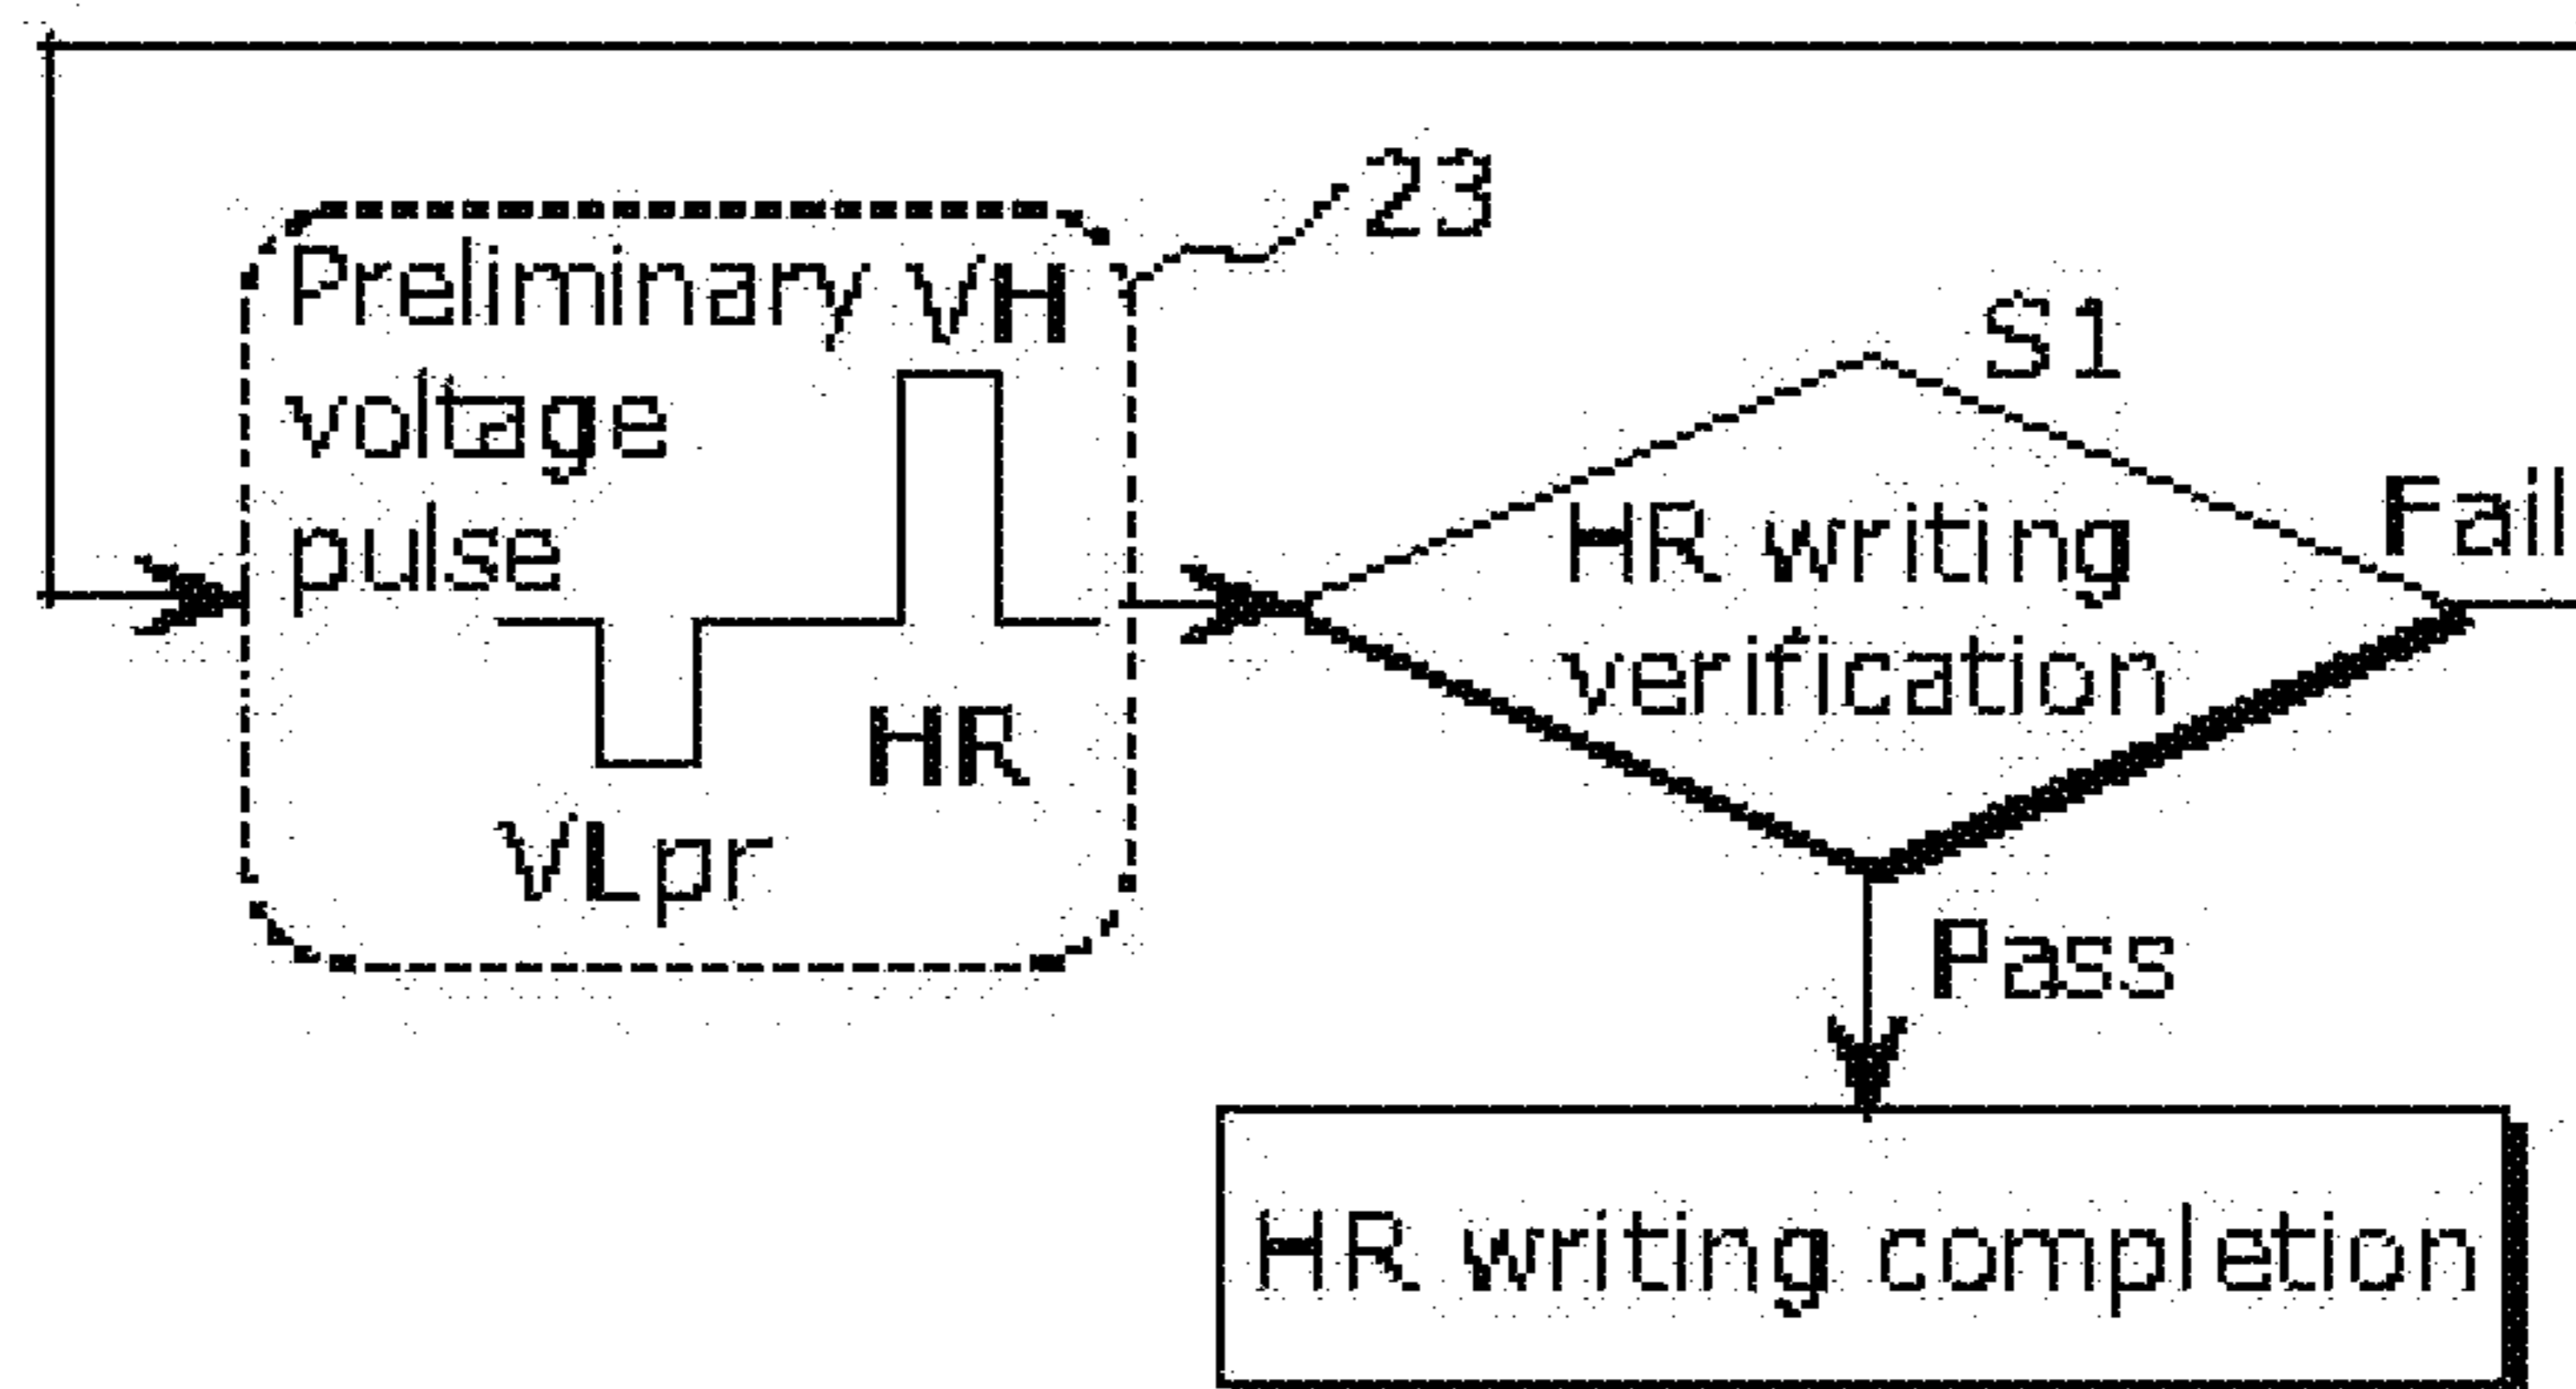 23
Preliminary VH
voltage
pulse
HR
VLpr
S1
HR writing
verification
Fail
Pass
HR writing completion